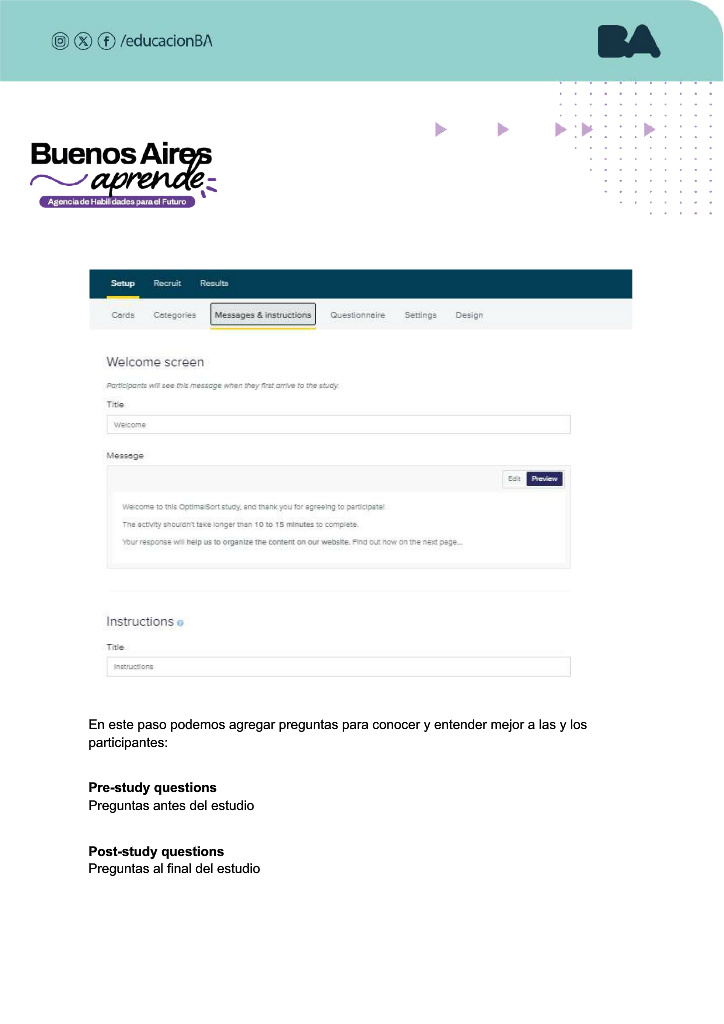 /educacionBA
BA
Buenos Aires
aprende
Agencia de Habilidades para el Futuro
Setup Recruit Results
Cards Categories Messages & instructions Questionnaire Settings Design
Welcome screen
Participants will see this message when they first arrive to the study.
Title
Welcome
Message
Edit Preview
Welcome to this OptimalSort study, and thank you for agreeing to participate!
The activity shouldn't take longer than 10 to 15 minutes to complete.
Your response will help us to organize the content on our website. Find out how on the next page...
Instructions
Title
Instructions
En este paso podemos agregar preguntas para conocer y entender mejor a las y los
participantes:
Pre-study questions
Preguntas antes del estudio
Post-study questions
Preguntas al final del estudio